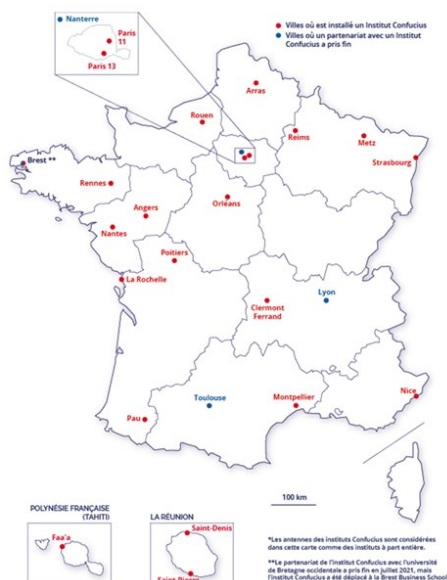 Villes où est installé un Institut Confucius
Villes où un partenariat avec un Institut
Confucius a pris fin
Nanterre
Paris
11
Paris 13
Arras
Rouen
Reims
Metz
Strasbourg
Brest **
Rennes
Angers
Orléans
Nantes
Poitiers
La Rochelle
Clermont
Ferrand
Lyon
Toulouse
Montpellier
Nice
Pau
100 km
POLYNÉSIE FRANÇAISE
(TAHITI)
Faa'a
LA RÉUNION
Saint-Denis
Saint-Pierre
*Les antennes des instituts Confucius sont considérées
dans cette carte comme des instituts à part entière.
**Le partenariat de l'institut Confucius avec l'université
de Bretagne occidentale a pris fin en juillet 2021, mais
l'institut Confucius a été déplacé à la Brest Business School